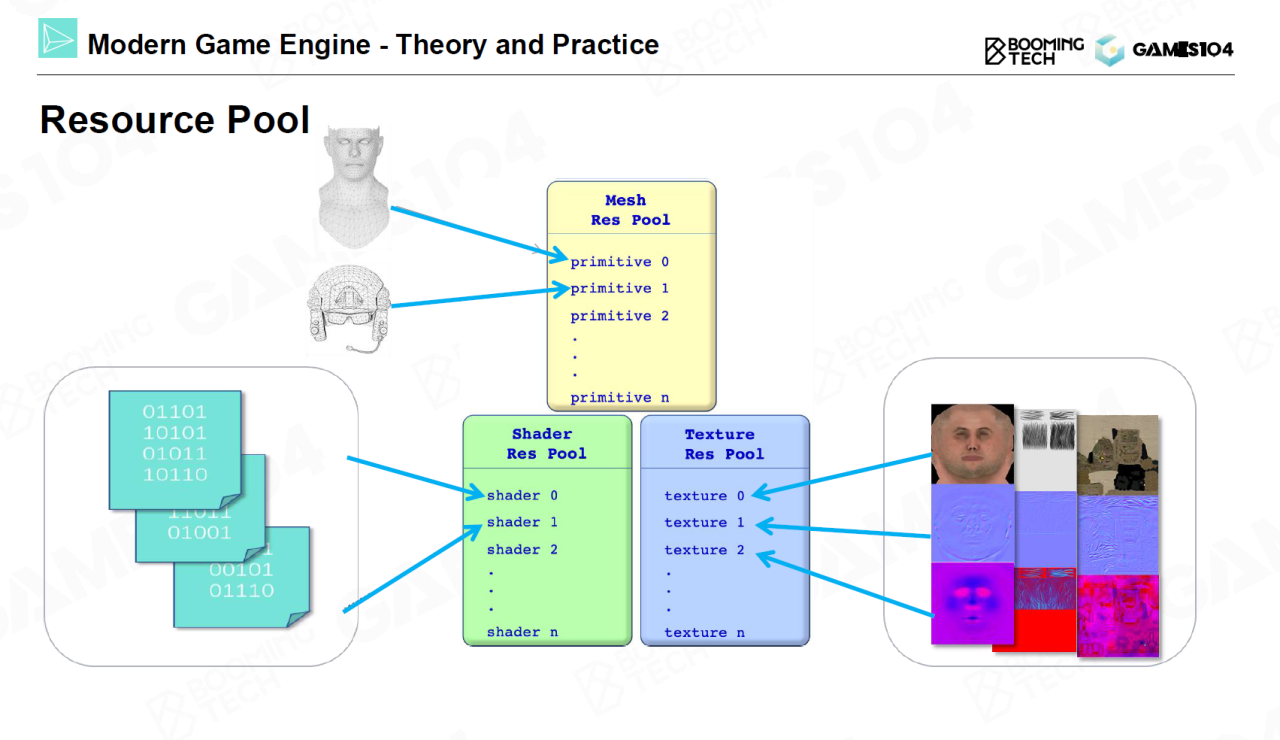 Modern Game Engine - Theory and Practice
BOOMING
TECH
GAMES104
Resource Pool
Mesh
Res Pool
primitive 0
primitive 1
primitive 2
.
.
.
primitive n
01101
10101
01011
10110
11011
01001
00101
01110
Shader
Res Pool
shader 0
shader 1
shader 2
.
.
.
shader n
Texture
Res Pool
texture 0
texture 1
texture 2
.
.
.
texture n